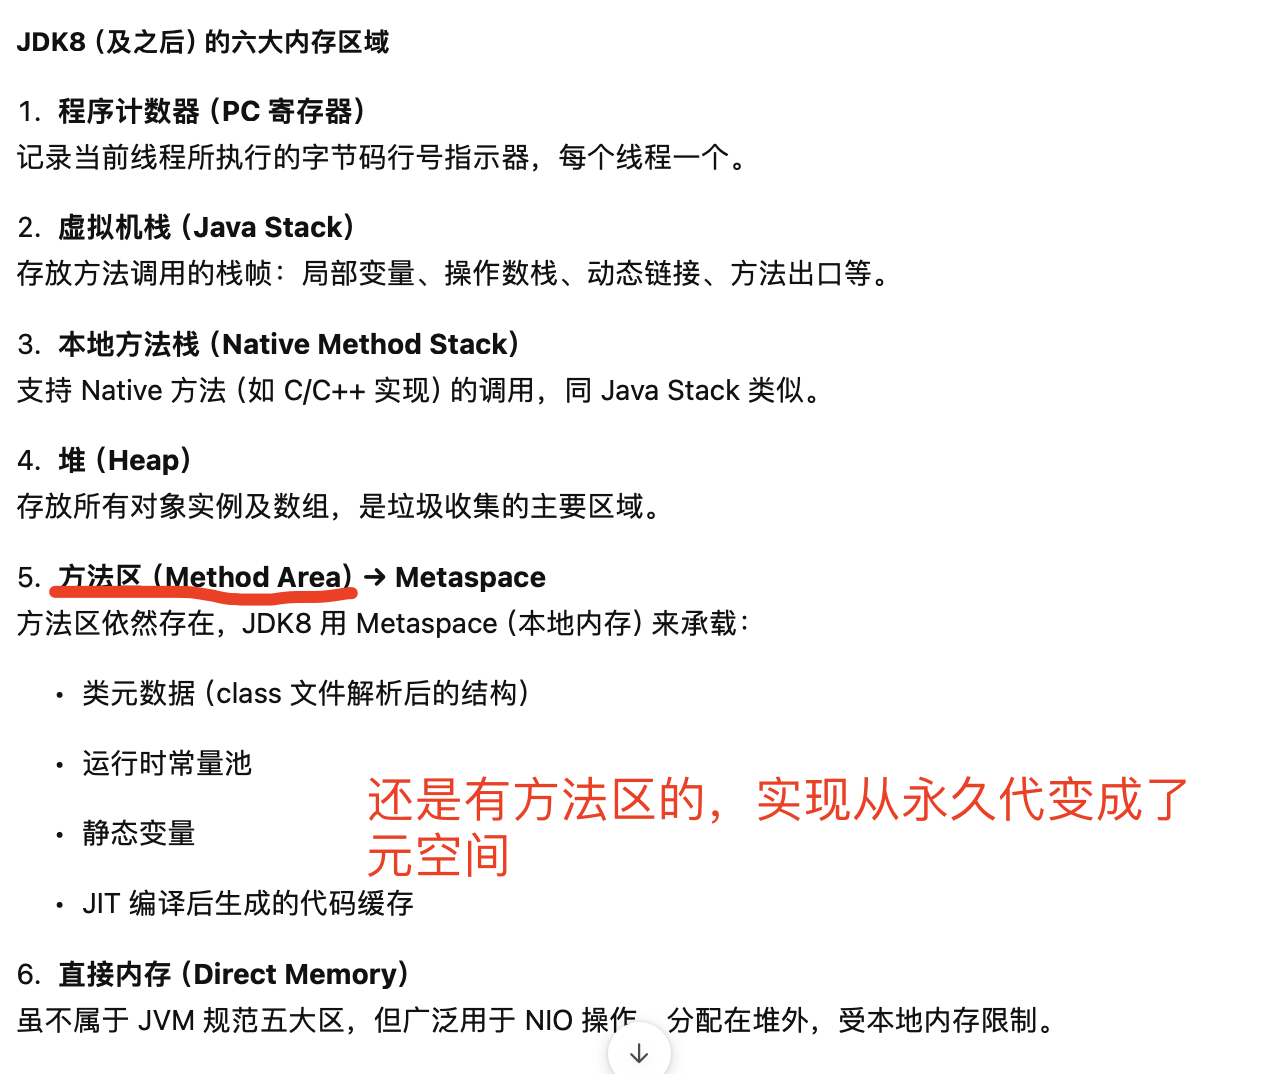 JDK8（及之后）的六大内存区域
1. 程序计数器（PC 寄存器）
记录当前线程所执行的字节码行号指示器，每个线程一个。
2. 虚拟机栈（Java Stack）
存放方法调用的栈帧：局部变量、操作数栈、动态链接、方法出口等。
3. 本地方法栈（Native Method Stack）
支持 Native 方法（如 C/C++ 实现）的调用，同 Java Stack 类似。
4. 堆（Heap）
存放所有对象实例及数组，是垃圾收集的主要区域。
5. 方法区（Method Area）→ Metaspace
方法区依然存在，JDK8 用 Metaspace（本地内存）来承载：
• 类元数据（class 文件解析后的结构）
• 运行时常量池
还是有方法区的，实现从永久代变成了
元空间
• 静态变量
• JIT 编译后生成的代码缓存
6. 直接内存（Direct Memory）
虽不属于 JVM 规范五大区，但广泛用于 NIO 操作，分配在堆外，受本地内存限制。